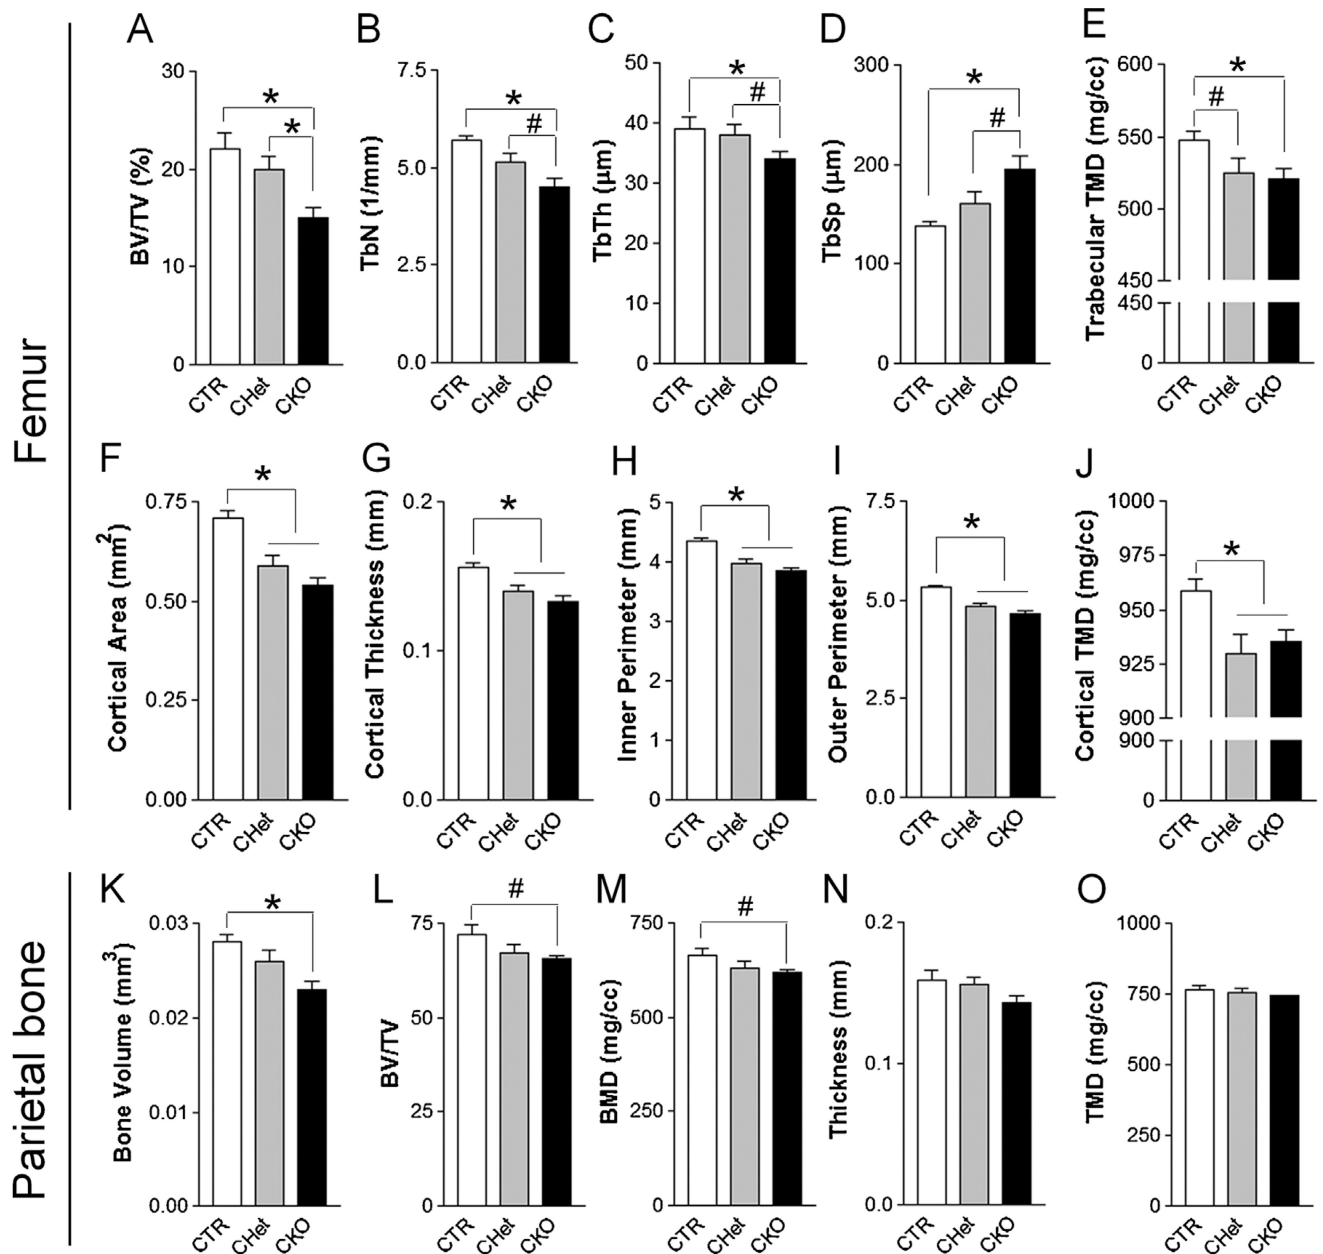 Femur
A
BV/TV (%)
30
20
10
0
CTR CHet CKO
* *
B
TbN (1/mm)
7.5
5.0
2.5
0.0
CTR CHet CKO
* #
C
TbTh (μm)
50
40
30
20
10
0
CTR CHet CKO
* #
D
TbSp (μm)
300
200
100
0
CTR CHet CKO
* #
E
Trabecular TMD (mg/cc)
600
550
500
450
450
0
CTR CHet CKO
* #
F
Cortical Area (mm²)
0.75
0.50
0.25
0.00
CTR CHet CKO
*
G
Cortical Thickness (mm)
0.2
0.1
0.0
CTR CHet CKO
*
H
Inner Perimeter (mm)
5
4
3
2
1
0
CTR CHet CKO
*
I
Outer Perimeter (mm)
7.5
5.0
2.5
0.0
CTR CHet CKO
*
J
Cortical TMD (mg/cc)
1000
975
950
925
900
900
0
CTR CHet CKO
*
Parietal bone
K
Bone Volume (mm³)
0.03
0.02
0.01
0.00
CTR CHet CKO
*
L
BV/TV
75
50
25
0
CTR CHet CKO
#
M
BMD (mg/cc)
750
500
250
0
CTR CHet CKO
#
N
Thickness (mm)
0.2
0.1
0.0
CTR CHet CKO
O
TMD (mg/cc)
1000
750
500
250
0
CTR CHet CKO